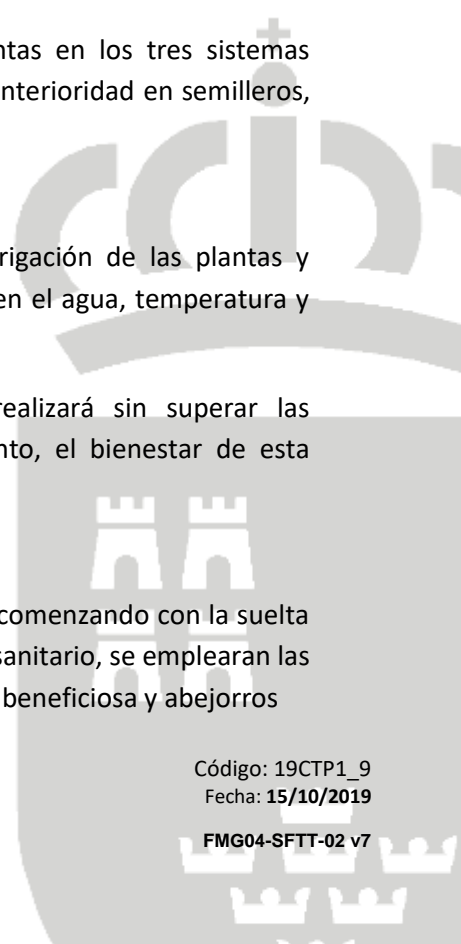 ntas en los tres sistemas
nterioridad en semilleros,
rigación de las plantas y
en el agua, temperatura y
realizará sin superar las
nto, el bienestar de esta
comenzando con la suelta
sanitario, se emplearan las
beneficiosa y abejorros
Código: 19CTP1_9
Fecha: 15/10/2019
FMG04-SFTT-02 v7